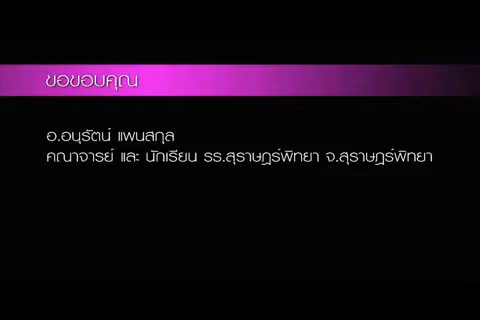 ขอขอบคุณ
อ.อนุรัตน์ แพนสกุล
คณาจารย์ และ นักเรียน รร.สุราษฎร์พิทยา จ.สุราษฎร์พิทยา